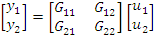 [y₁
y₂] = [G₁₁ G₁₂
G₂₁ G₂₂] [u₁
u₂]